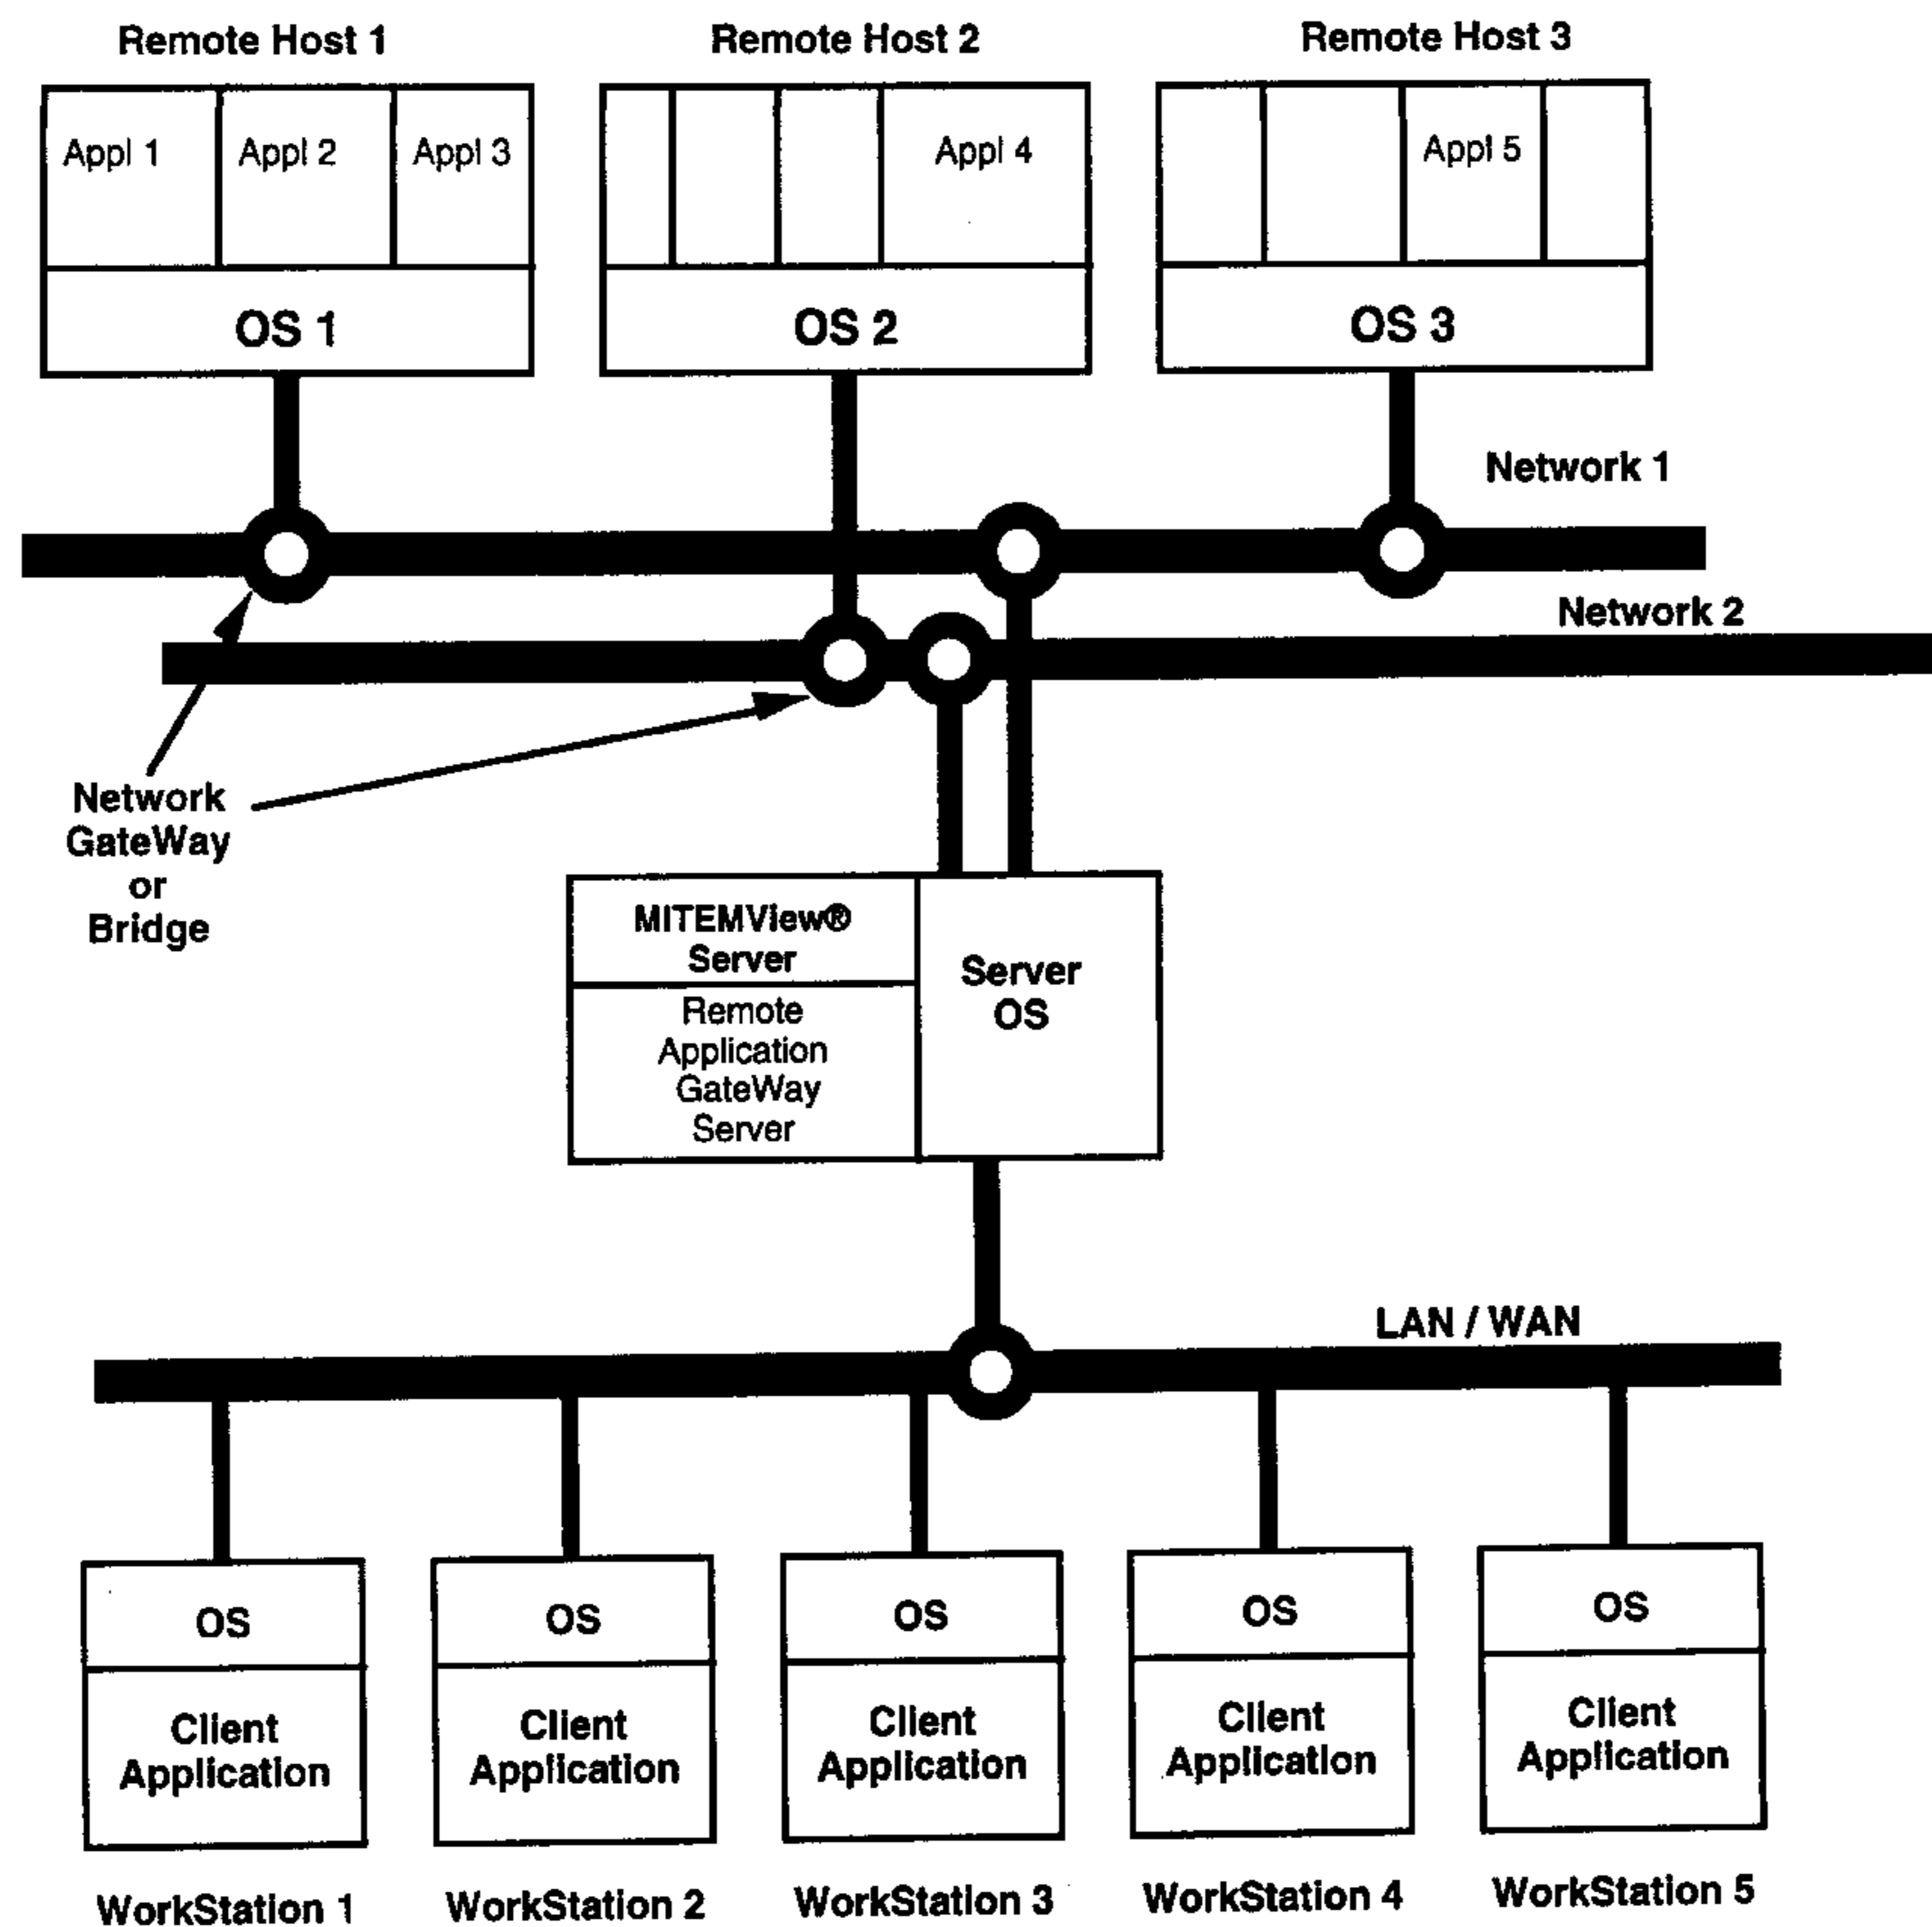 Remote Host 1
Remote Host 2
Remote Host 3
Appl 1
Appl 2
Appl 3
Appl 4
Appl 5
OS 1
OS 2
OS 3
Network 1
Network 2
Network
GateWay
or
Bridge
MITEMView®
Server
Remote
Application
GateWay
Server
Server
OS
LAN / WAN
OS
OS
OS
OS
OS
Client
Application
Client
Application
Client
Application
Client
Application
Client
Application
WorkStation 1
WorkStation 2
WorkStation 3
WorkStation 4
WorkStation 5